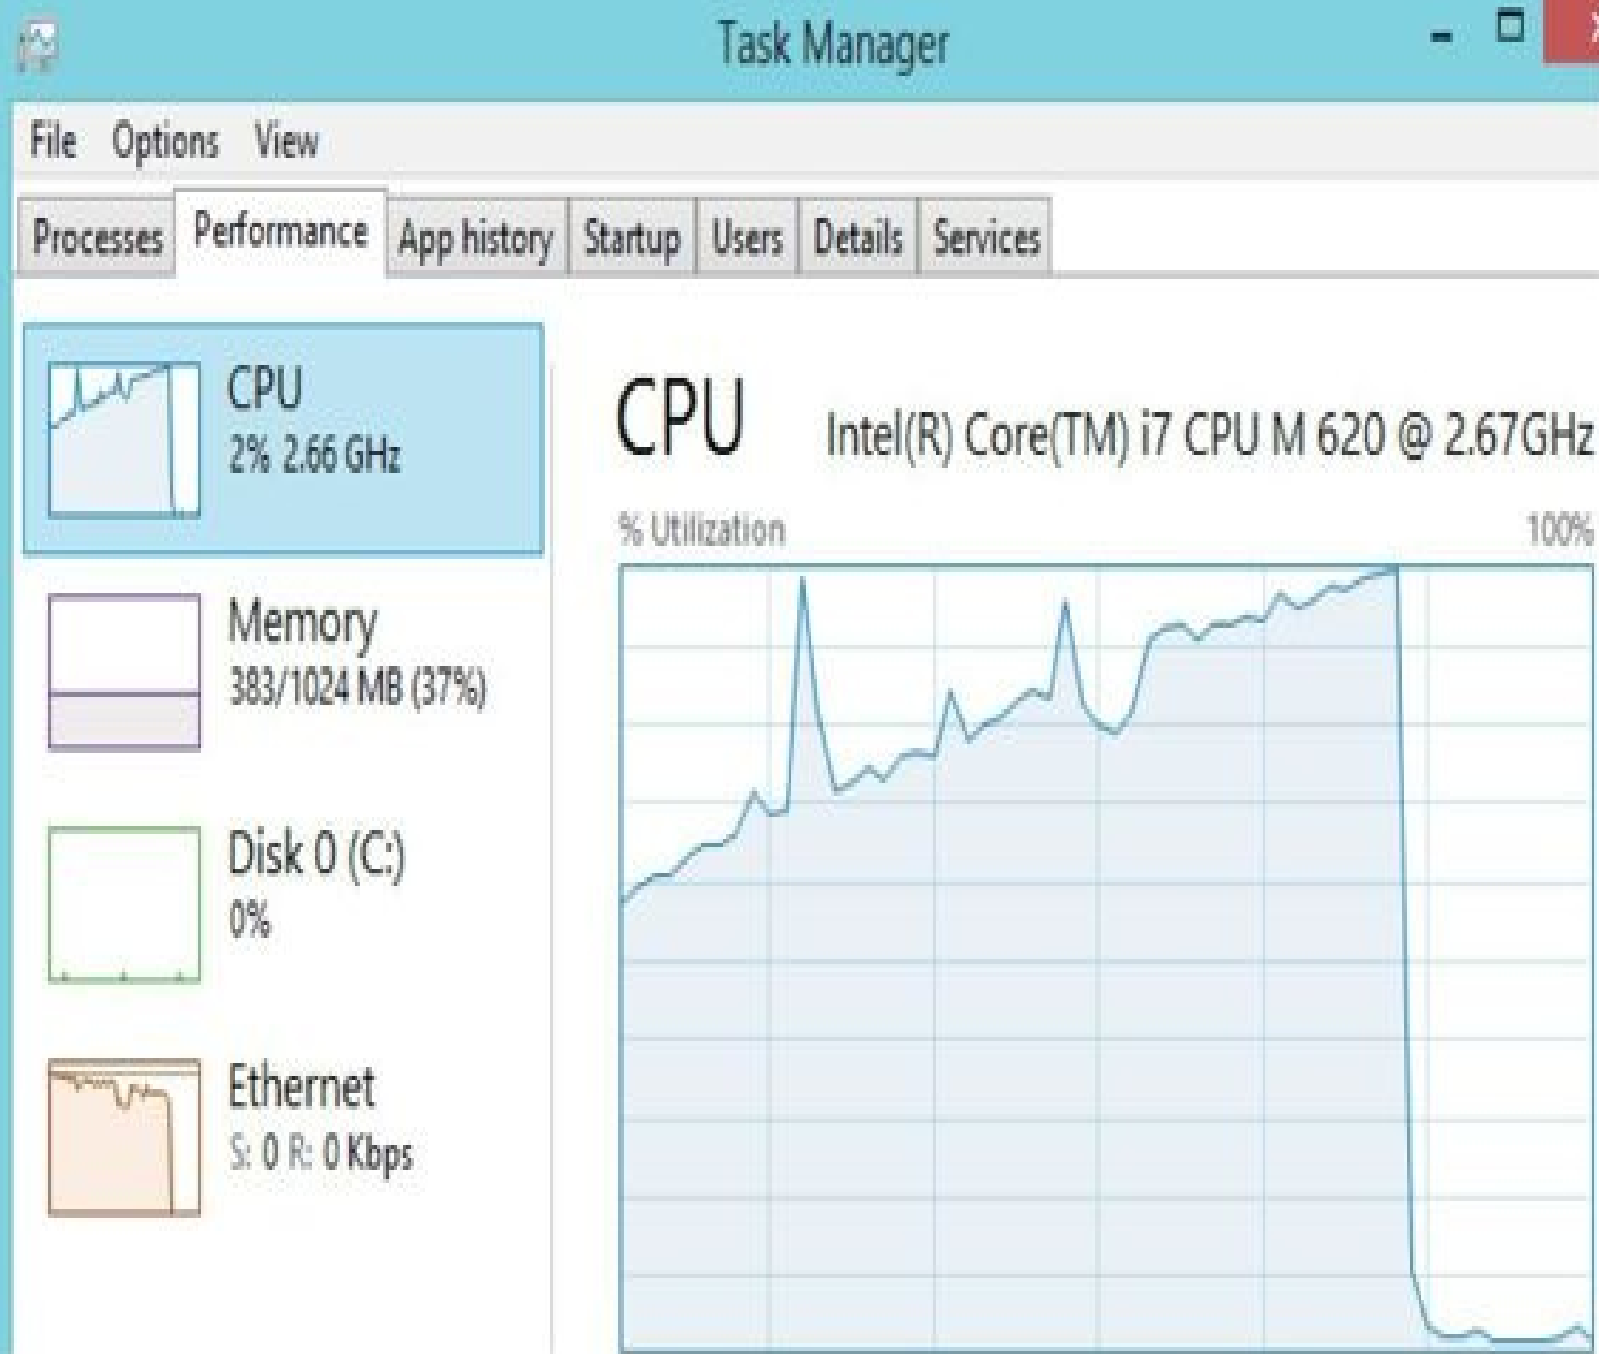 Task Manager
File Options View
Processes Performance App history Startup Users Details Services
CPU
2% 2.66 GHz
Memory
383/1024 MB (37%)
Disk 0 (C:)
0%
Ethernet
S: 0 R: 0 Kbps
CPU Intel(R) Core(TM) i7 CPU M 620 @ 2.67GHz
% Utilization 100%